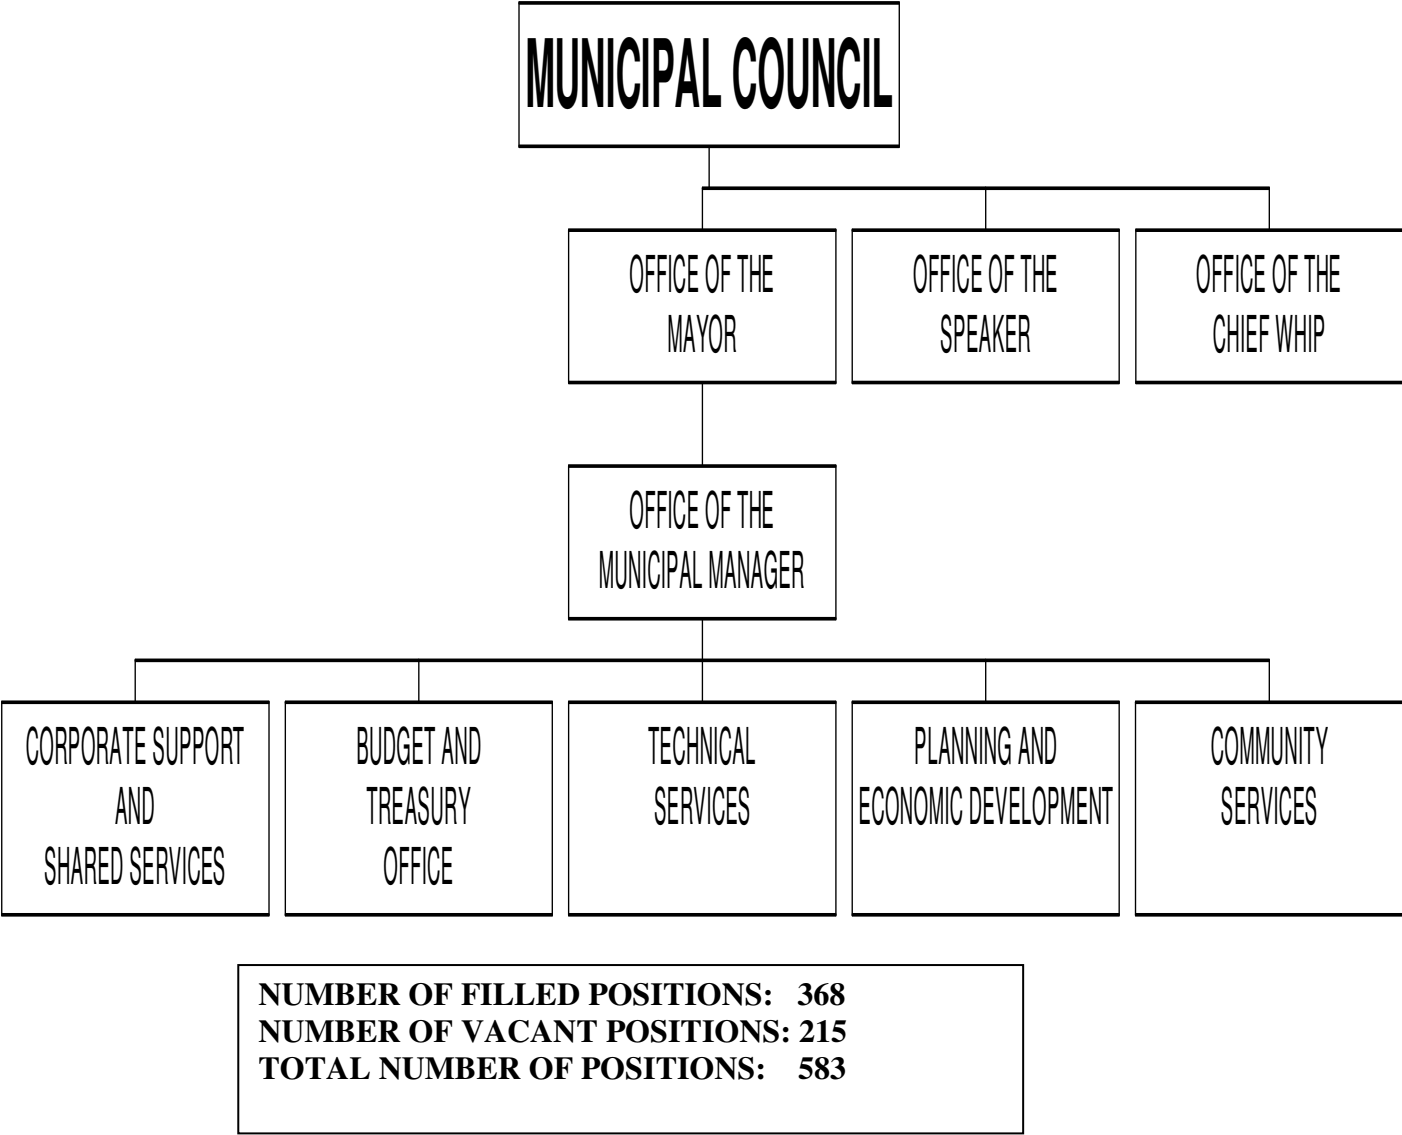 MUNICIPAL COUNCIL
OFFICE OF THE
MAYOR
OFFICE OF THE
SPEAKER
OFFICE OF THE
CHIEF WHIP
OFFICE OF THE
MUNICIPAL MANAGER
CORPORATE SUPPORT
AND
SHARED SERVICES
BUDGET AND
TREASURY
OFFICE
TECHNICAL
SERVICES
PLANNING AND
ECONOMIC DEVELOPMENT
COMMUNITY
SERVICES
NUMBER OF FILLED POSITIONS: 368
NUMBER OF VACANT POSITIONS: 215
TOTAL NUMBER OF POSITIONS: 583